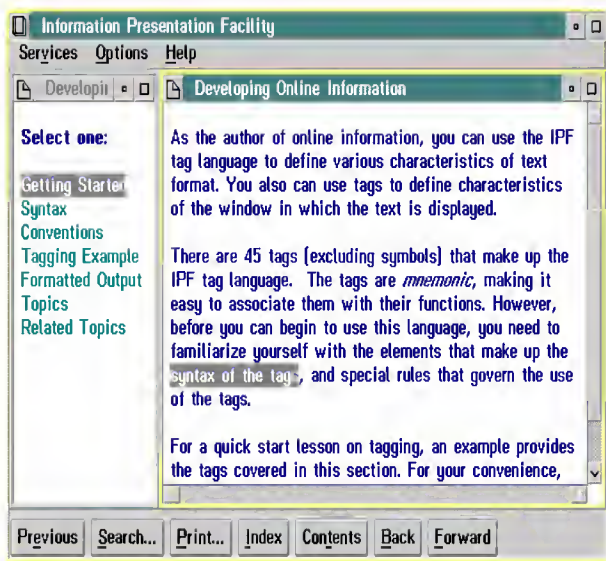 Information Presentation Facility
Services Options Help
Developin
Select one:
Getting Started
Syntax
Conventions
Tagging Example
Formatted Output
Topics
Related Topics
Developing Online Information
As the author of online information, you can use the IPF
tag language to define various characteristics of text
format. You also can use tags to define characteristics
of the window in which the text is displayed.
There are 45 tags (excluding symbols) that make up the
IPF tag language. The tags are mnemonic, making it
easy to associate them with their functions. However,
before you can begin to use this language, you need to
familiarize yourself with the elements that make up the
syntax of the tags, and special rules that govern the use
of the tags.
For a quick start lesson on tagging, an example provides
the tags covered in this section. For your convenience,
Previous Search... Print... Index Contents Back Forward